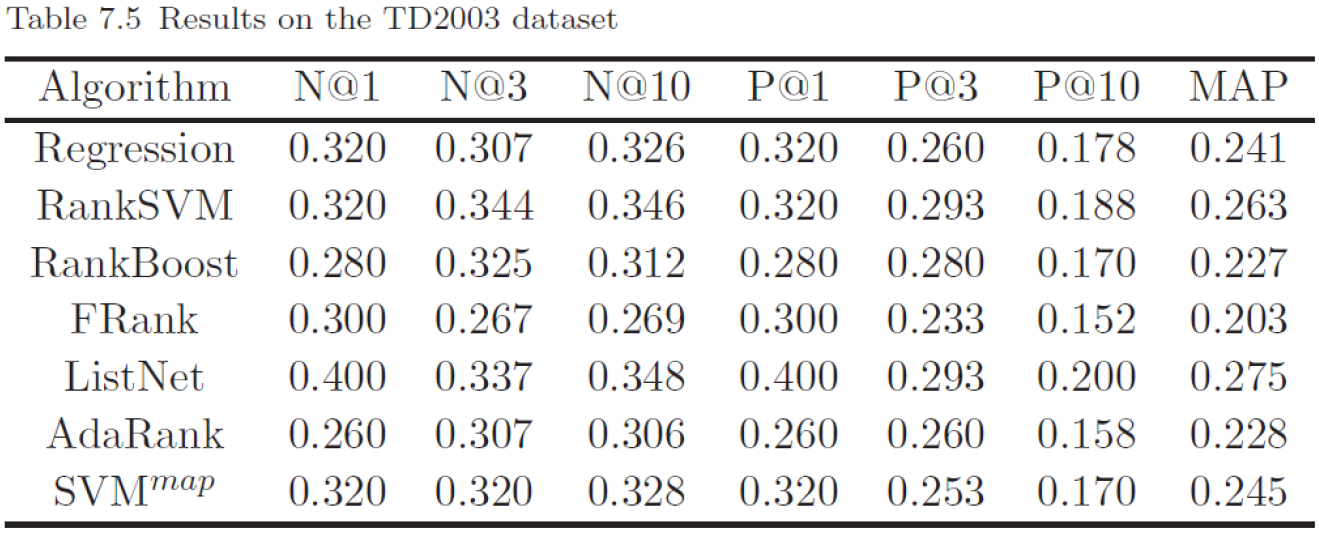 Table 7.5 Results on the TD2003 dataset
Algorithm N@1 N@3 N@10 P@1 P@3 P@10 MAP
Regression 0.320 0.307 0.326 0.320 0.260 0.178 0.241
RankSVM 0.320 0.344 0.346 0.320 0.293 0.188 0.263
RankBoost 0.280 0.325 0.312 0.280 0.280 0.170 0.227
FRank 0.300 0.267 0.269 0.300 0.233 0.152 0.203
ListNet 0.400 0.337 0.348 0.400 0.293 0.200 0.275
AdaRank 0.260 0.307 0.306 0.260 0.260 0.158 0.228
SVMmap 0.320 0.320 0.328 0.320 0.253 0.170 0.245